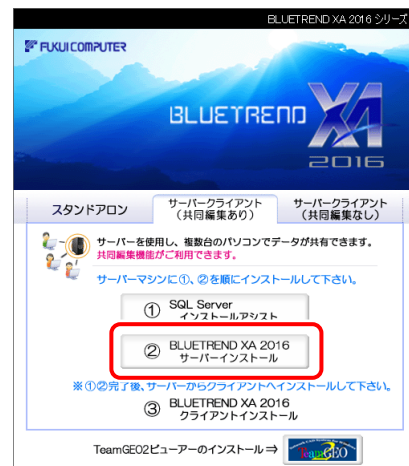 BLUETREND XA 2016 シリーズ
FUKUI COMPUTER
BLUETREND XA
2016
スタンドアロン
サーバークライアント
（共同編集あり）
サーバークライアント
（共同編集なし）
サーバーを使用し、複数台のパソコンでデータが共有できます。
共同編集機能がご利用できます。
サーバーマシンに①、②を順にインストールして下さい。
① SQL Server
インストールアシスト
② BLUETREND XA 2016
サーバーインストール
※①②完了後、サーバーからクライアントへインストールして下さい。
③ BLUETREND XA 2016
クライアントインストール
TeamGEO2ビューアーのインストール⇒
TeamGEO